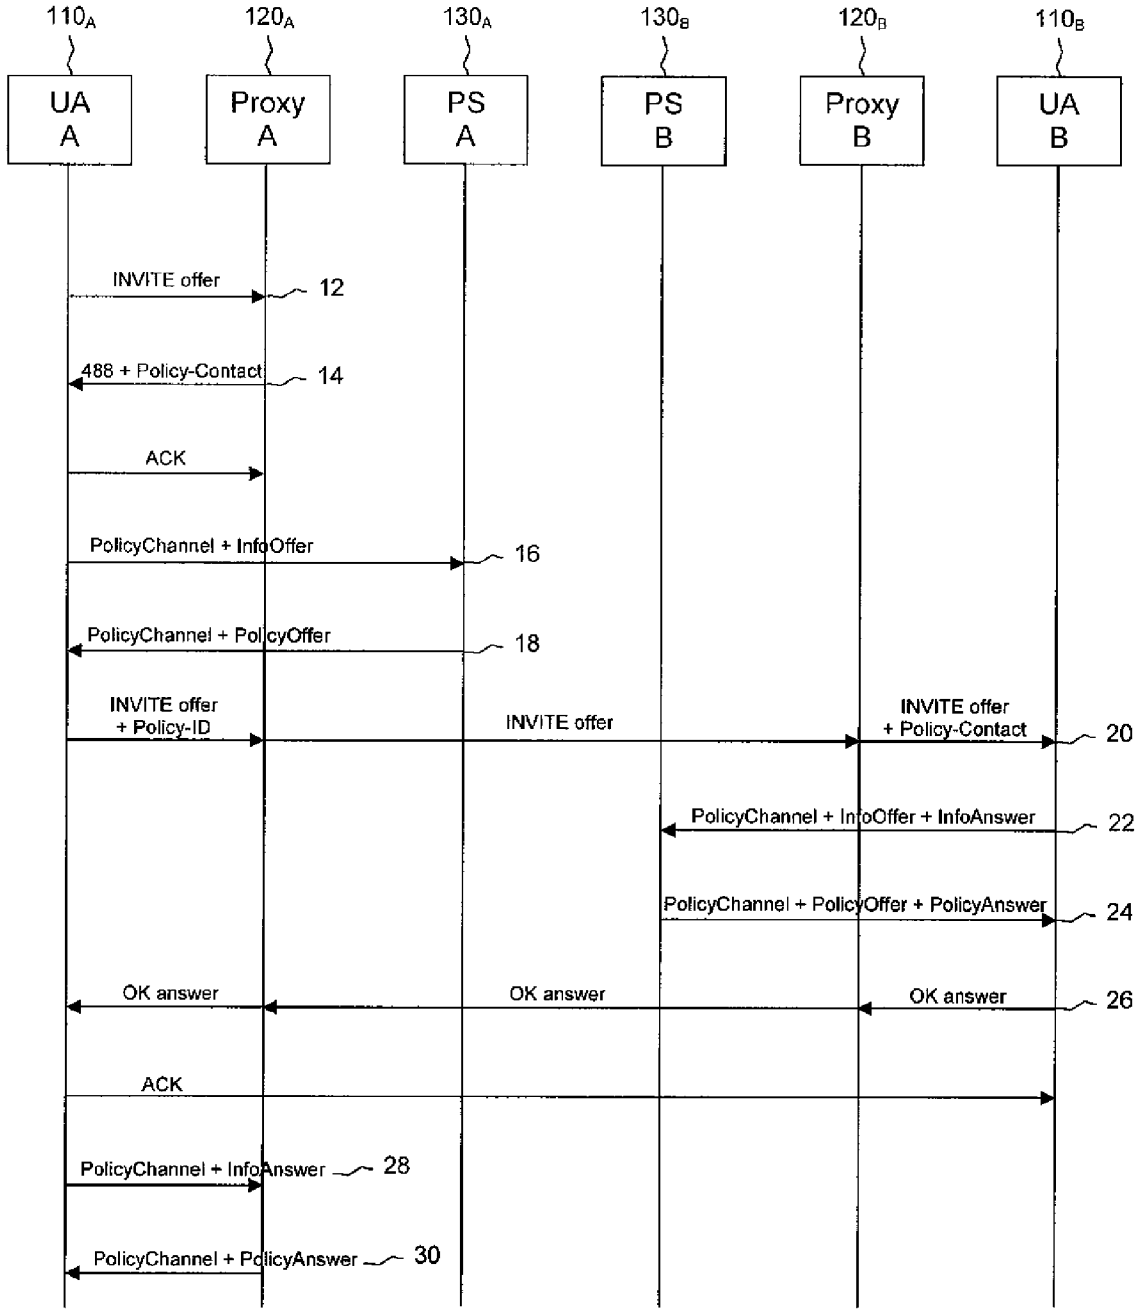 110A 120A 130A 130B 120B 110B
UA Proxy PS PS Proxy UA
A A A B B B
INVITE offer 12
488 + Policy-Contact 14
ACK
PolicyChannel + InfoOffer 16
PolicyChannel + PolicyOffer 18
INVITE offer
+ Policy-ID
INVITE offer
INVITE offer
+ Policy-Contact 20
PolicyChannel + InfoOffer + InfoAnswer 22
PolicyChannel + PolicyOffer + PolicyAnswer 24
OK answer OK answer OK answer 26
ACK
PolicyChannel + InfoAnswer 28
PolicyChannel + PolicyAnswer 30